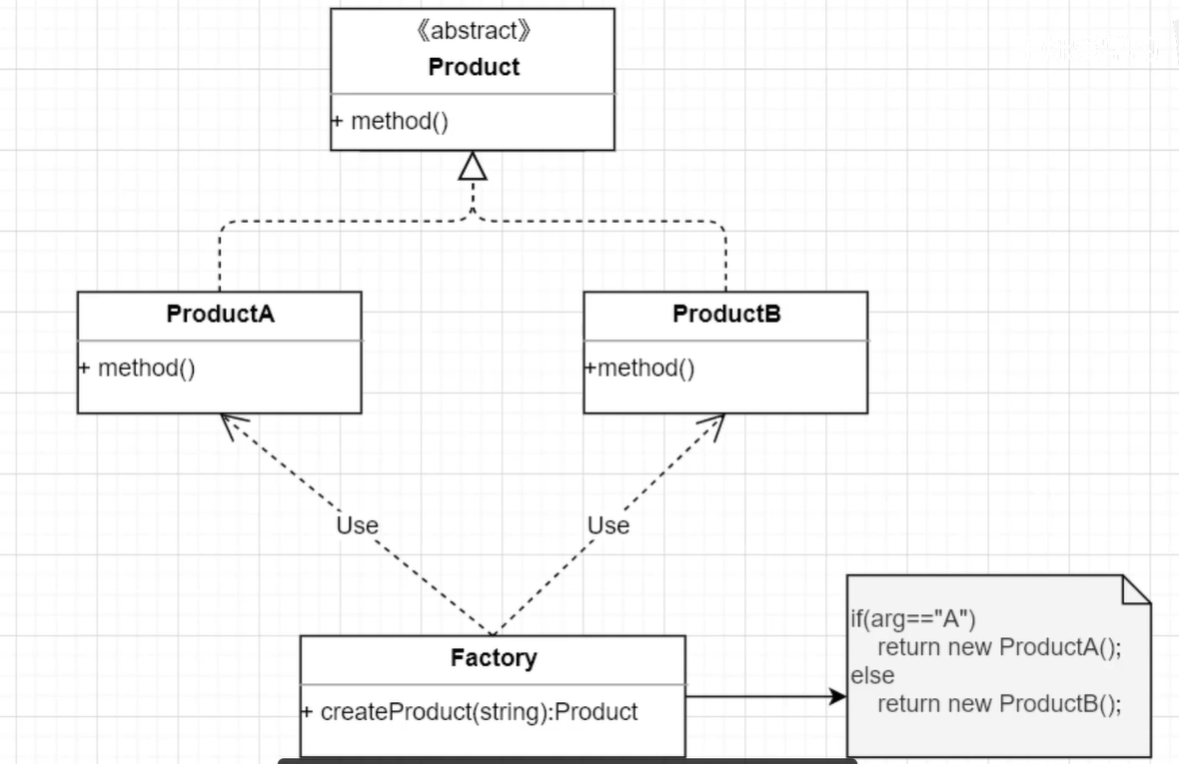 《abstract》
Product
+ method()
ProductA
+ method()
ProductB
+method()
Use
Use
Factory
+ createProduct(string):Product
if(arg=="A")
return new ProductA();
else
return new ProductB();